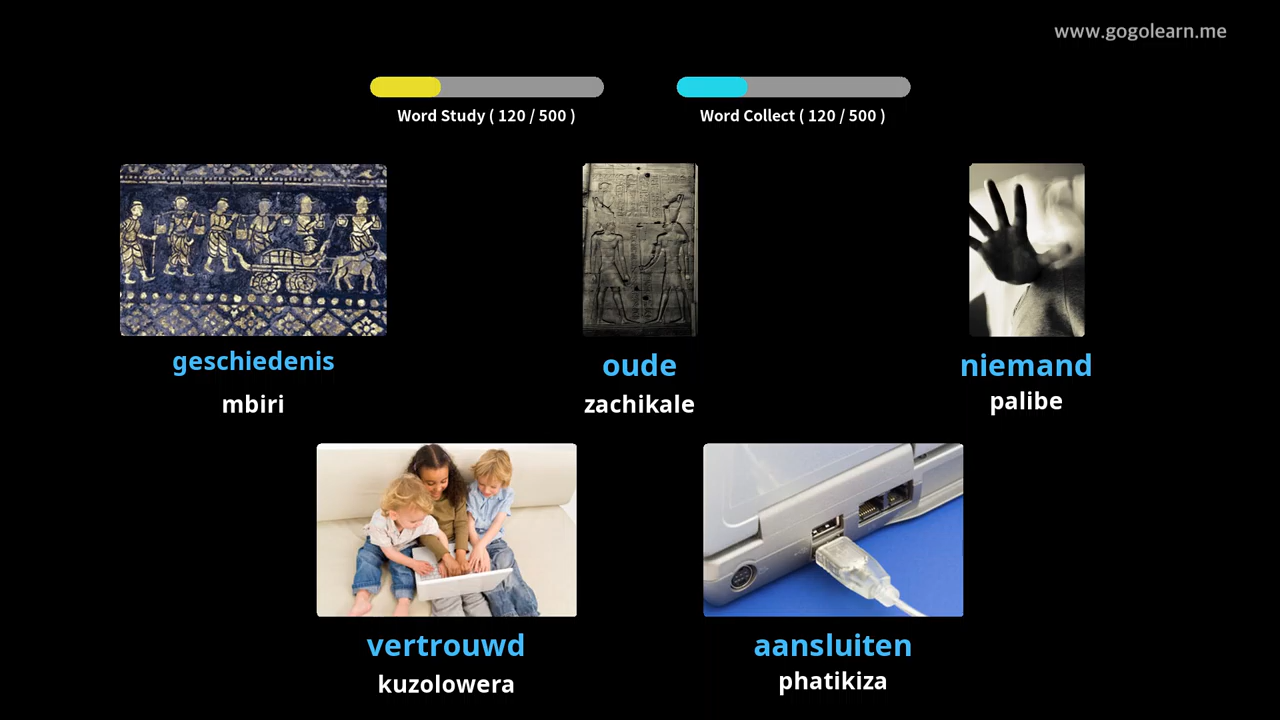 www.gogolearn.me
Word Study ( 120 / 500 )
Word Collect ( 120 / 500 )
geschiedenis
mbiri
oude
zachikale
niemand
palibe
vertrouwd
kuzolowera
aansluiten
phatikiza